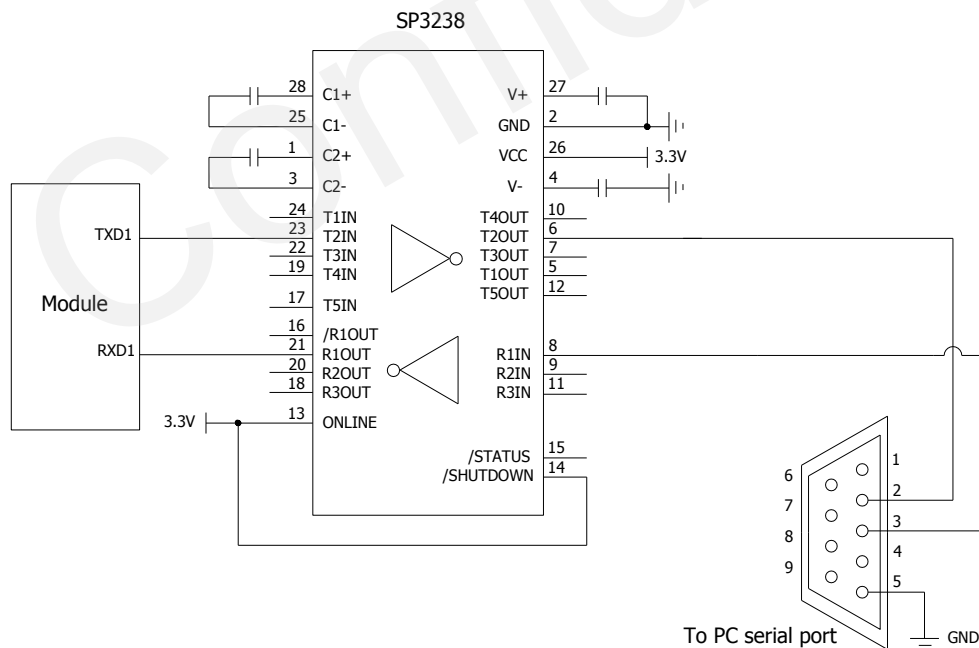 SP3238
28 C1+ V+ 27
25 C1- GND 2
1 C2+ VCC 26 3.3V
3 C2- V- 4
24 T1IN T4OUT 10
TXD1 23 T2IN T2OUT 6
22 T3IN T3OUT 7
19 T4IN T1OUT 5
17 T5IN T5OUT 12
Module
16 /R1OUT
RXD1 21 R1OUT R1IN 8
20 R2OUT R2IN 9
18 R3OUT R3IN 11
3.3V 13 ONLINE
/STATUS 15
/SHUTDOWN 14
1
6
2
7
3
8
4
9
5
To PC serial port
GND